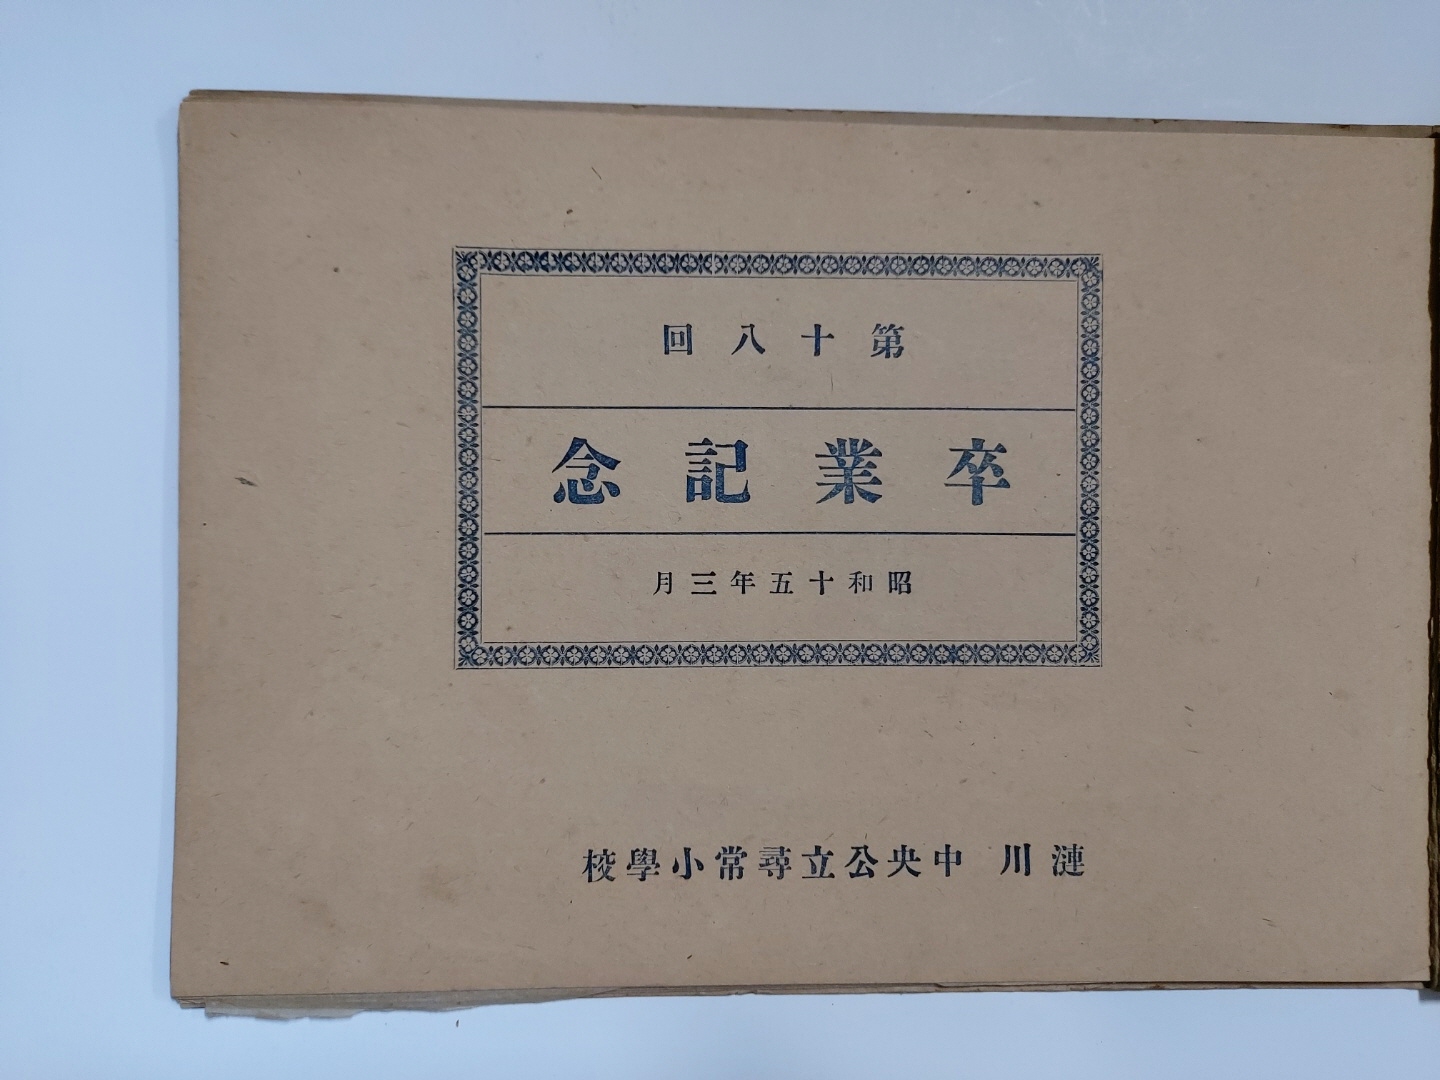 第十八回
卒業記念
昭和十五年三月
漣川 中央公立尋常小學校